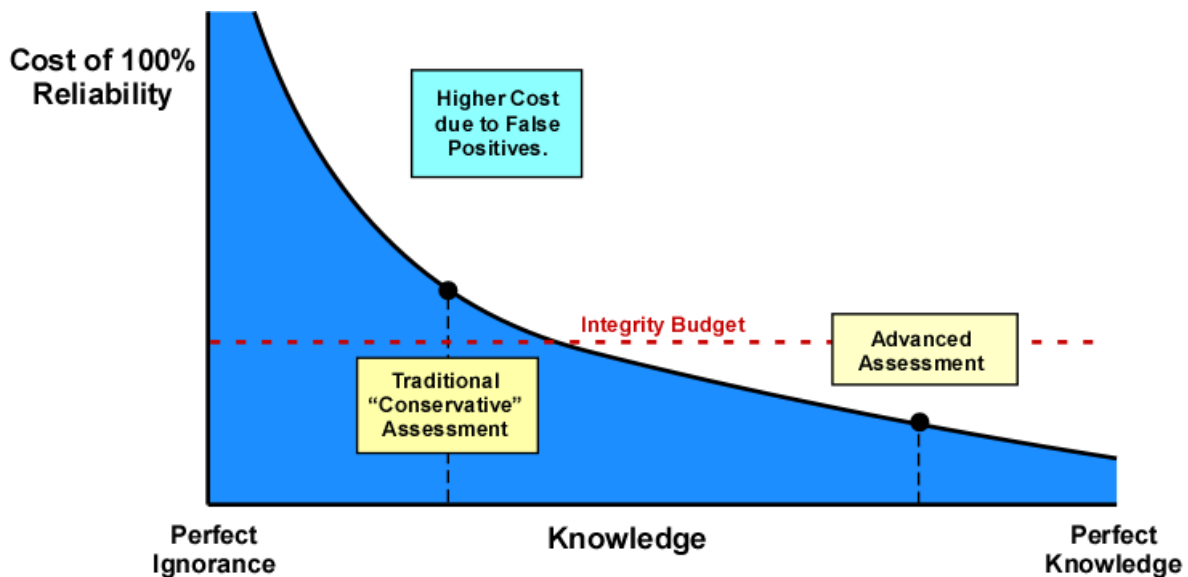 Cost of 100%
Reliability
Higher Cost
due to False
Positives.
Integrity Budget
Advanced
Assessment
Traditional
“Conservative”
Assessment
Perfect
Ignorance
Knowledge
Perfect
Knowledge